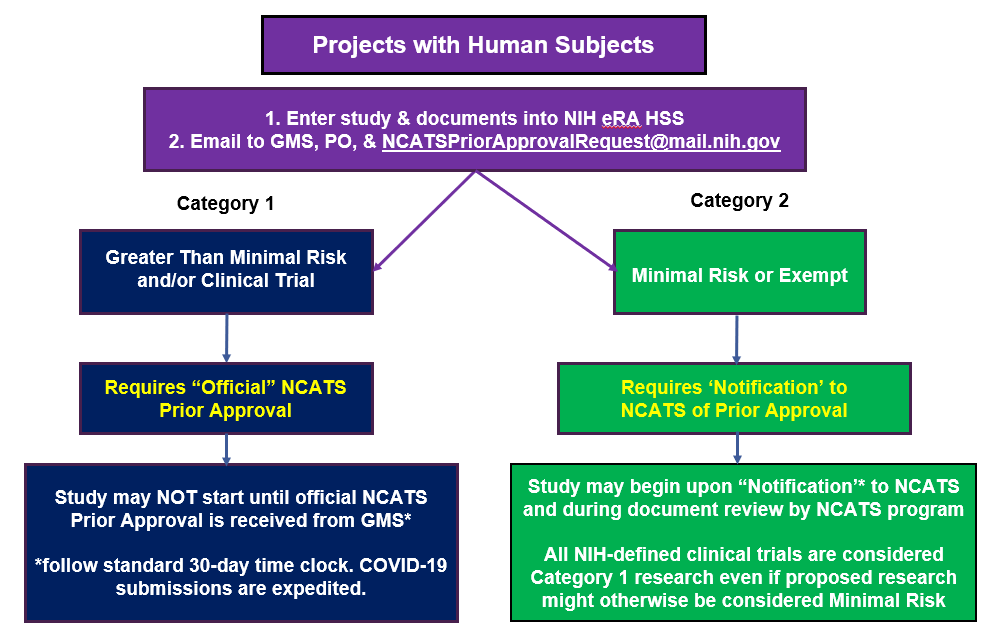 Projects with Human Subjects
1. Enter study & documents into NIH eRA HSS
2. Email to GMS, PO, & NCATSPriorApprovalRequest@mail.nih.gov
Category 1
Category 2
Greater Than Minimal Risk
and/or Clinical Trial
Minimal Risk or Exempt
Requires “Official” NCATS
Prior Approval
Requires ‘Notification’ to
NCATS of Prior Approval
Study may NOT start until official NCATS
Prior Approval is received from GMS*
*follow standard 30-day time clock. COVID-19
submissions are expedited.
Study may begin upon “Notification’* to NCATS
and during document review by NCATS program
All NIH-defined clinical trials are considered
Category 1 research even if proposed research
might otherwise be considered Minimal Risk